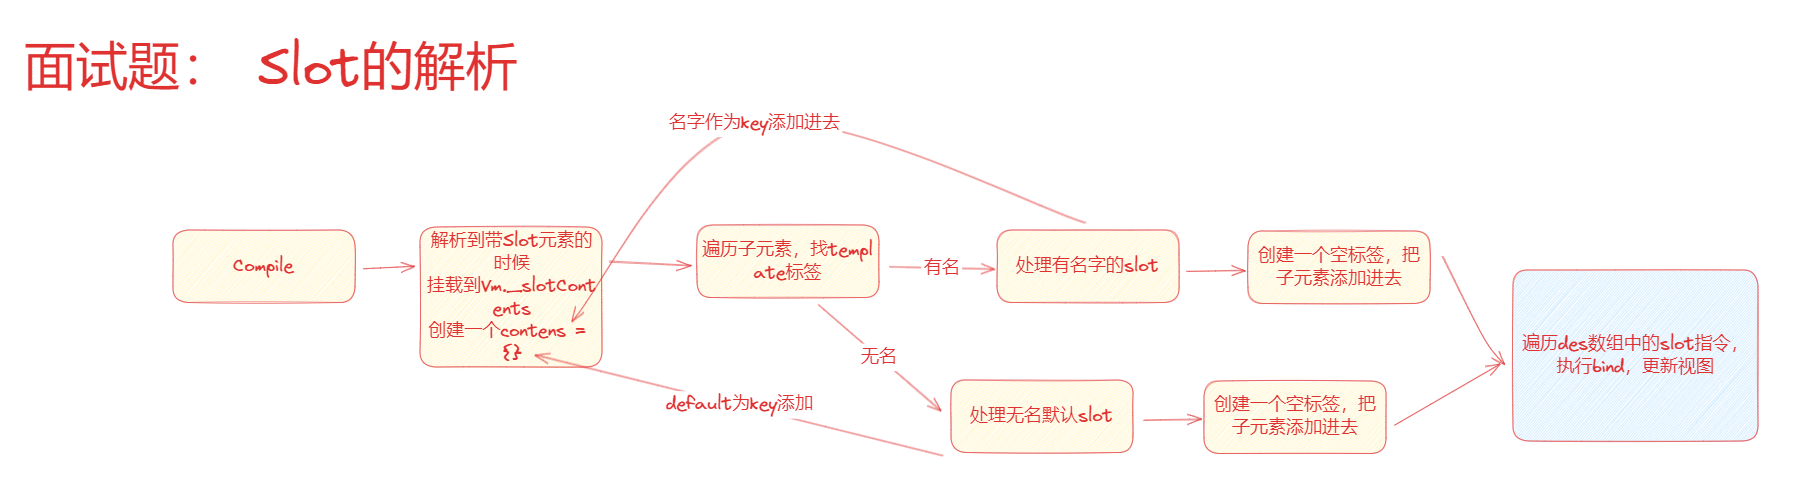 面试题： Slot的解析
名字作为key添加进去
Compile
解析到带Slot元素的
时候
挂载到Vm._slotCont
ents
创建一个contens =
{}
遍历子元素，找templ
ate标签
有名
处理有名字的slot
创建一个空标签，把
子元素添加进去
无名
default为key添加
处理无名默认slot
创建一个空标签，把
子元素添加进去
遍历des数组中的slot指令，
执行bind，更新视图